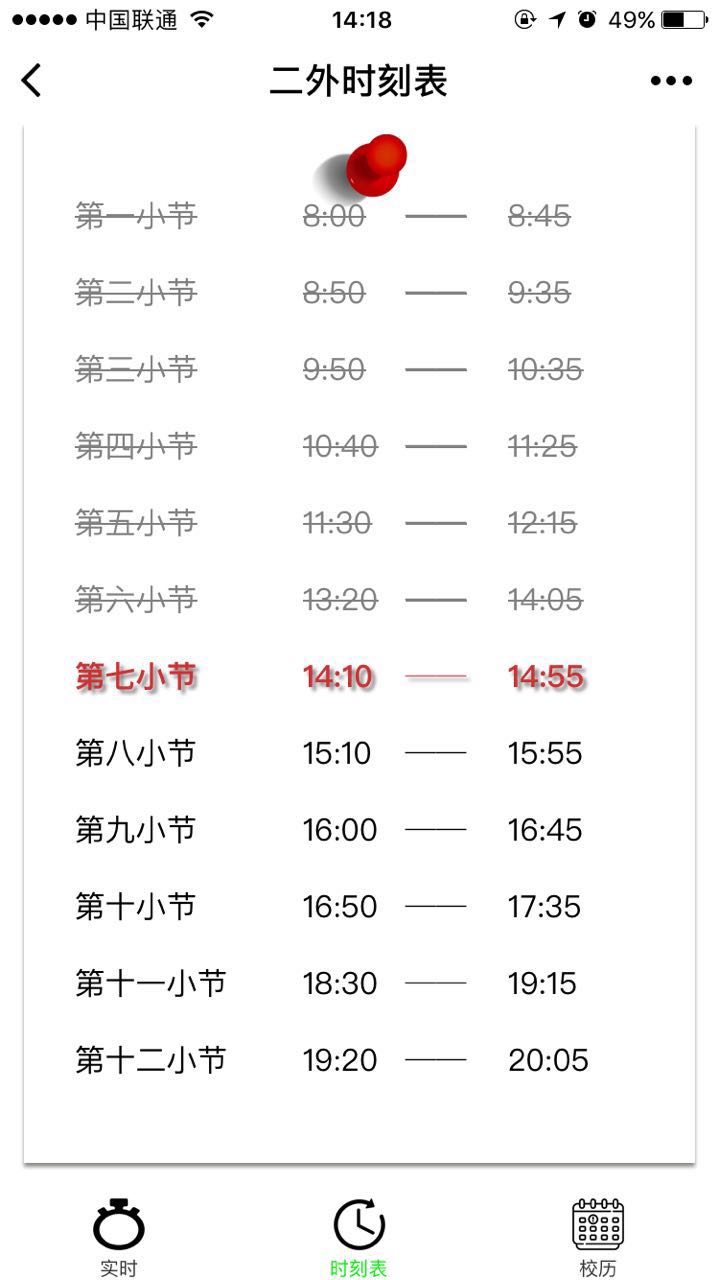 中国联通 14:18 49%
二外时刻表
第一小节 8:00 —— 8:45
第二小节 8:50 —— 9:35
第三小节 9:50 —— 10:35
第四小节 10:40 —— 11:25
第五小节 11:30 —— 12:15
第六小节 13:20 —— 14:05
第七小节 14:10 —— 14:55
第八小节 15:10 —— 15:55
第九小节 16:00 —— 16:45
第十小节 16:50 —— 17:35
第十一小节 18:30 —— 19:15
第十二小节 19:20 —— 20:05
实时 时刻表 校历